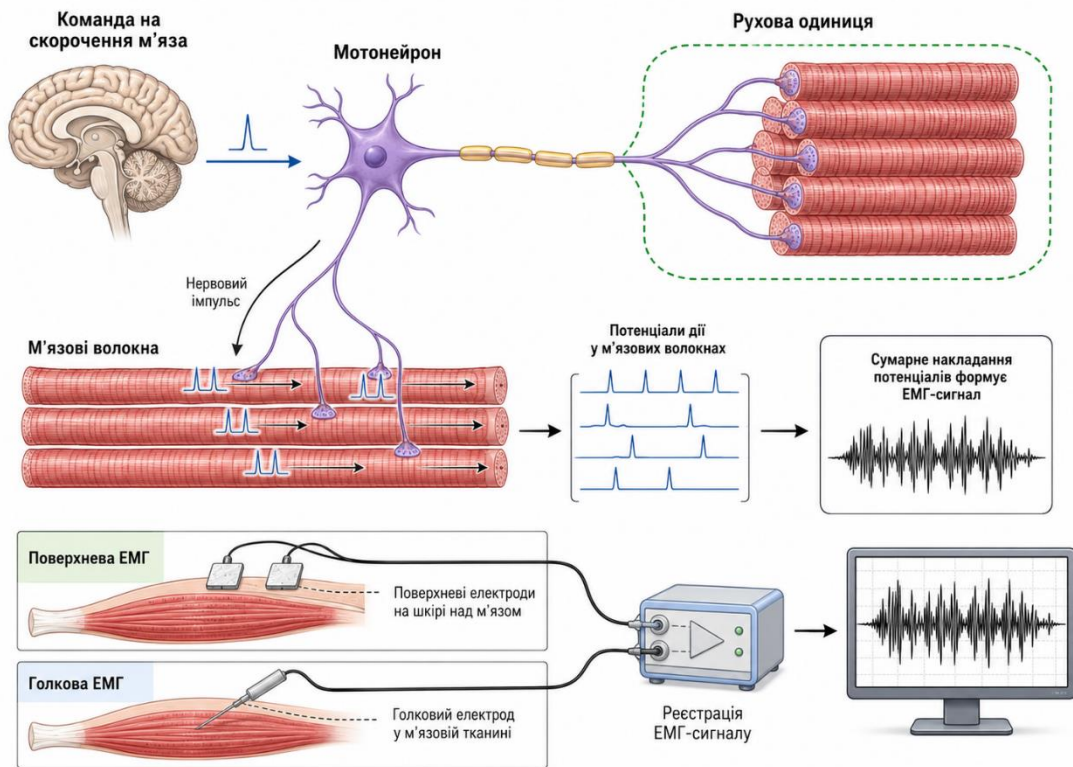 Команда на
скорочення м’яза
Мотонейрон
Рухова одиниця
Нервовий
імпульс
М’язові волокна
Потенціали дії
у м’язових волокнах
Сумарне накладання
потенціалів формує
ЕМГ-сигнал
Поверхнева ЕМГ
Поверхневі електроди
на шкірі над м’язом
Голкова ЕМГ
Голковий електрод
у м’язовій тканині
Реєстрація
ЕМГ-сигналу